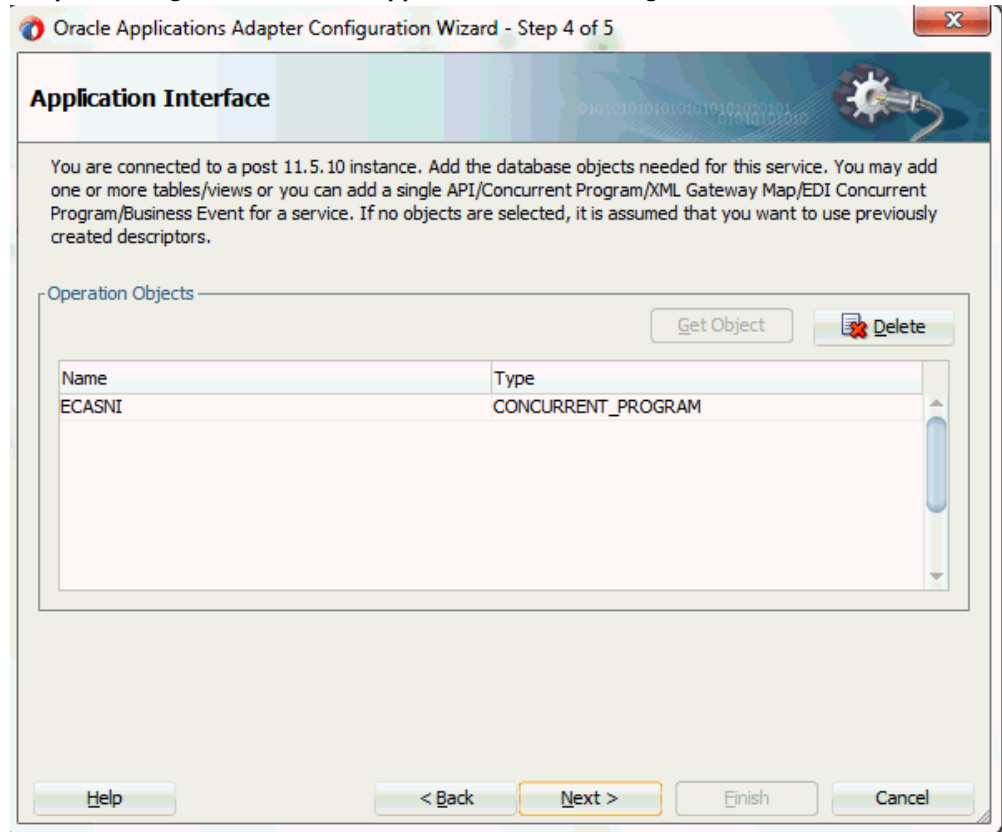 Oracle Applications Adapter Configuration Wizard - Step 4 of 5
Application Interface
You are connected to a post 11.5.10 instance. Add the database objects needed for this service. You may add
one or more tables/views or you can add a single API/Concurrent Program/XML Gateway Map/EDI Concurrent
Program/Business Event for a service. If no objects are selected, it is assumed that you want to use previously
created descriptors.
Operation Objects
Get Object Delete
Name Type
ECASNI CONCURRENT_PROGRAM
Help < Back Next > Finish Cancel